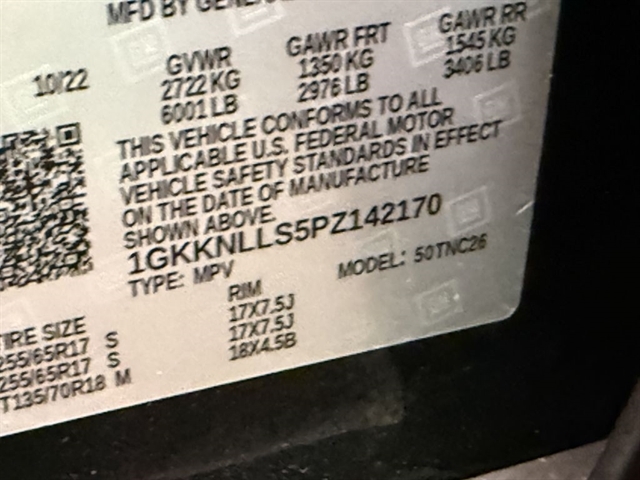 MFD BY GENE
10/22
GVWR GAWR FRT GAWR RR
2722 KG 1350 KG 1545 KG
6001 LB 2976 LB 3406 LB
THIS VEHICLE CONFORMS TO ALL
APPLICABLE U.S. FEDERAL MOTOR
VEHICLE SAFETY STANDARDS IN EFFECT
ON THE DATE OF MANUFACTURE
SHOWN ABOVE.
1GKKNLLS5PZ142170
TYPE: MPV MODEL: 50TNC26
TIRE SIZE RIM
255/65R17 S 17X7.5J
255/65R17 S 17X7.5J
T135/70R18 M 18X4.5B